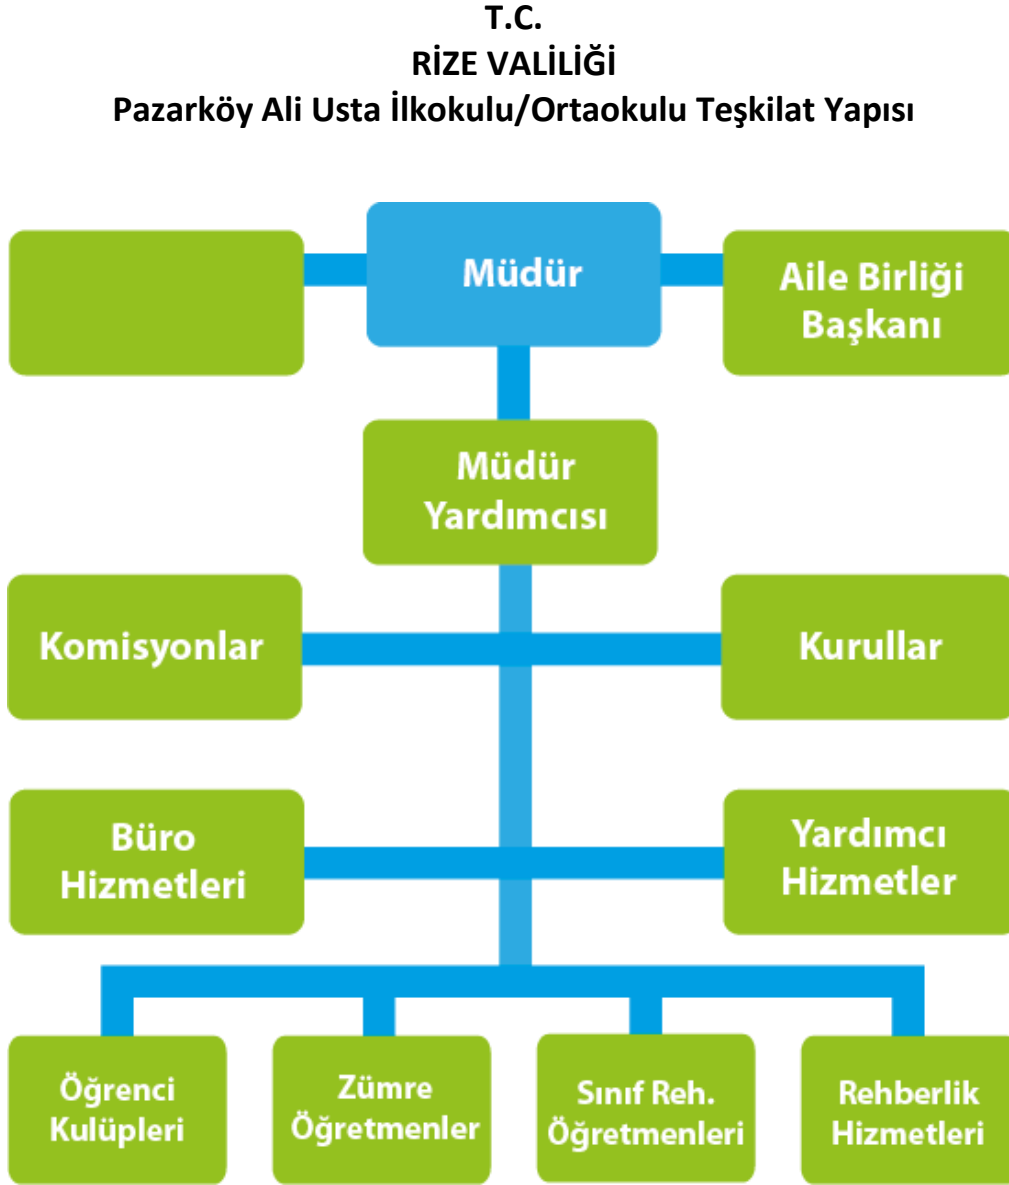 T.C.
RİZE VALİLİĞİ
Pazarköy Ali Usta İlkokulu/Ortaokulu Teşkilat Yapısı
Müdür
Aile Birliği
Başkanı
Müdür
Yardımcısı
Komisyonlar
Kurullar
Büro
Hizmetleri
Yardımcı
Hizmetler
Öğrenci
Kulüpleri
Zümre
Öğretmenler
Sınıf Reh.
Öğretmenleri
Rehberlik
Hizmetleri